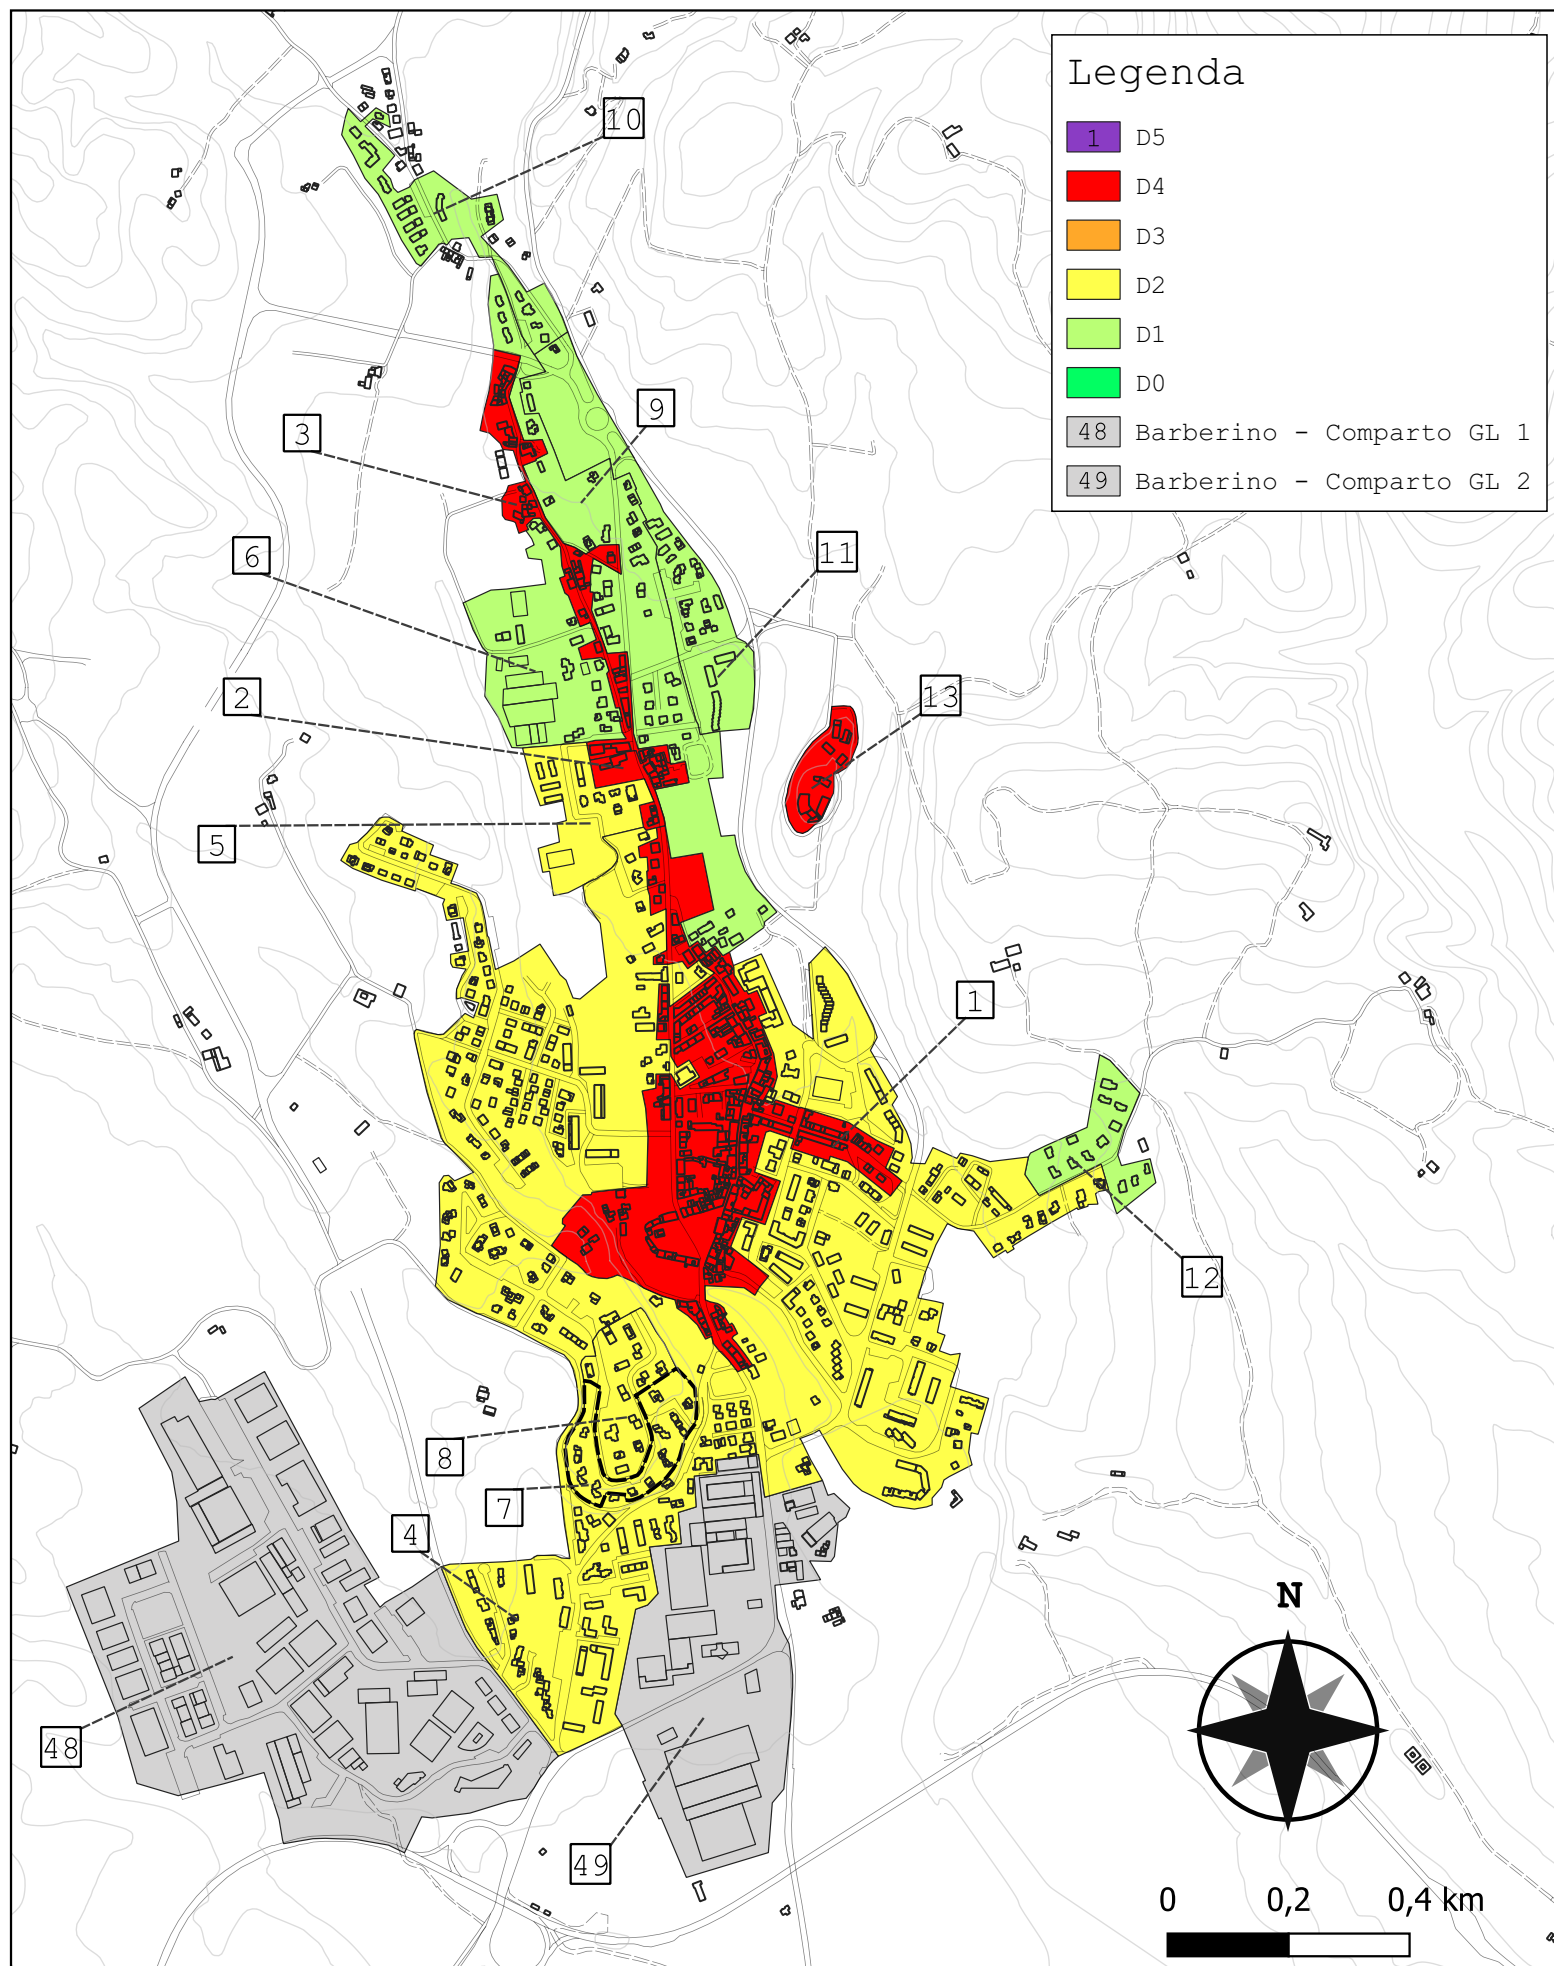 Legenda
1 D5
D4
D3
D2
D1
D0
48 Barberino - Comparto GL 1
49 Barberino - Comparto GL 2
10
9
3
6
11
2
13
5
1
12
8
7
4
48
49
N
0 0,2 0,4 km